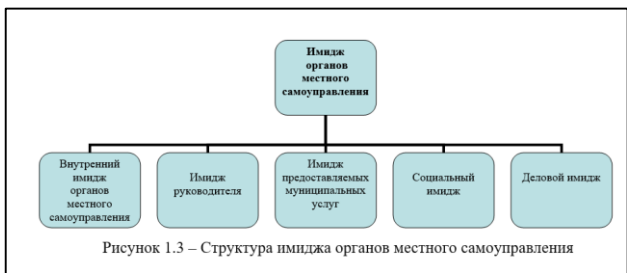 Имидж
органов
местного
самоуправления
Внутренний
имидж
органов
местного
самоуправления
Имидж
руководителя
Имидж
предоставляемых
муниципальных
услуг
Социальный
имидж
Деловой имидж
Рисунок 1.3 – Структура имиджа органов местного самоуправления